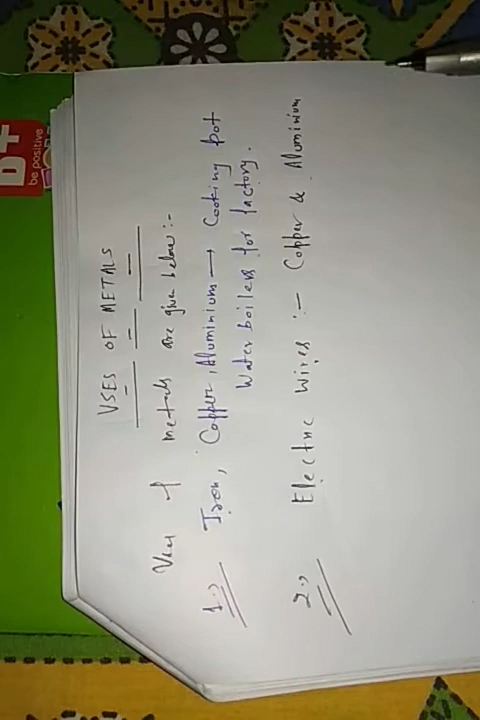 B+
be positive
USES OF METALS
Uses of metals are given below :-
1.> Iron, Copper, Aluminium → Cooking pot
Water boilers for factory.
2.> Electric wires :- Copper & Aluminium